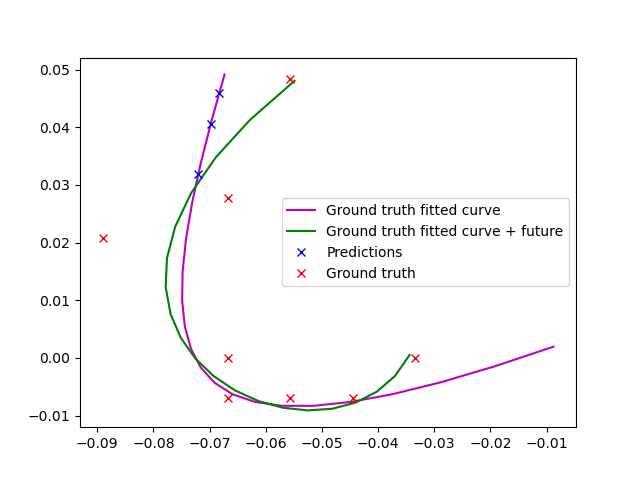 0.05
0.04
0.03
0.02
0.01
0.00
−0.01
Ground truth fitted curve
Ground truth fitted curve + future
Predictions
Ground truth
−0.09 −0.08 −0.07 −0.06 −0.05 −0.04 −0.03 −0.02 −0.01